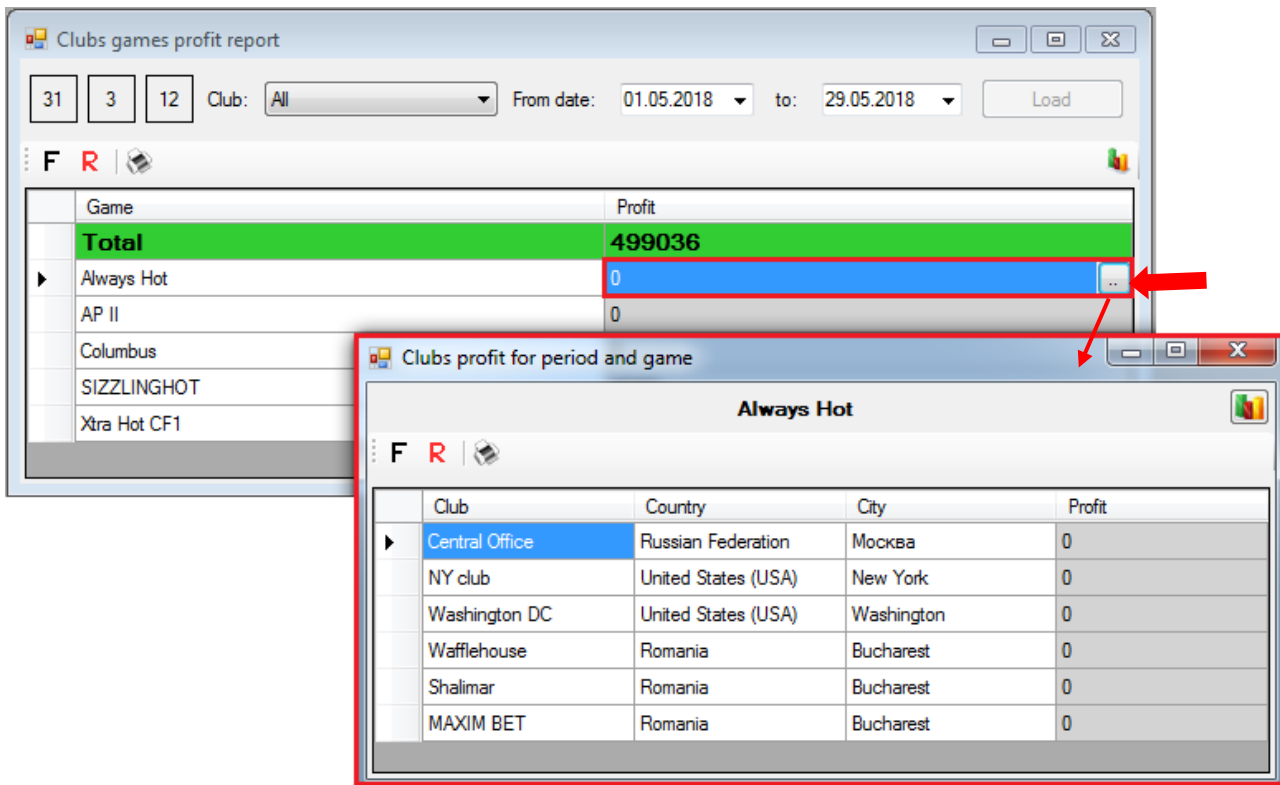 Clubs games profit report
31 3 12 Club: All From date: 01.05.2018 to: 29.05.2018 Load
F R
Game Profit
Total 499036
Always Hot 0 ..
AP II 0
Columbus
SIZZLINGHOT
Xtra Hot CF1
Clubs profit for period and game
Always Hot
F R
Club Country City Profit
Central Office Russian Federation Москва 0
NY club United States (USA) New York 0
Washington DC United States (USA) Washington 0
Wafflehouse Romania Bucharest 0
Shalimar Romania Bucharest 0
MAXIM BET Romania Bucharest 0